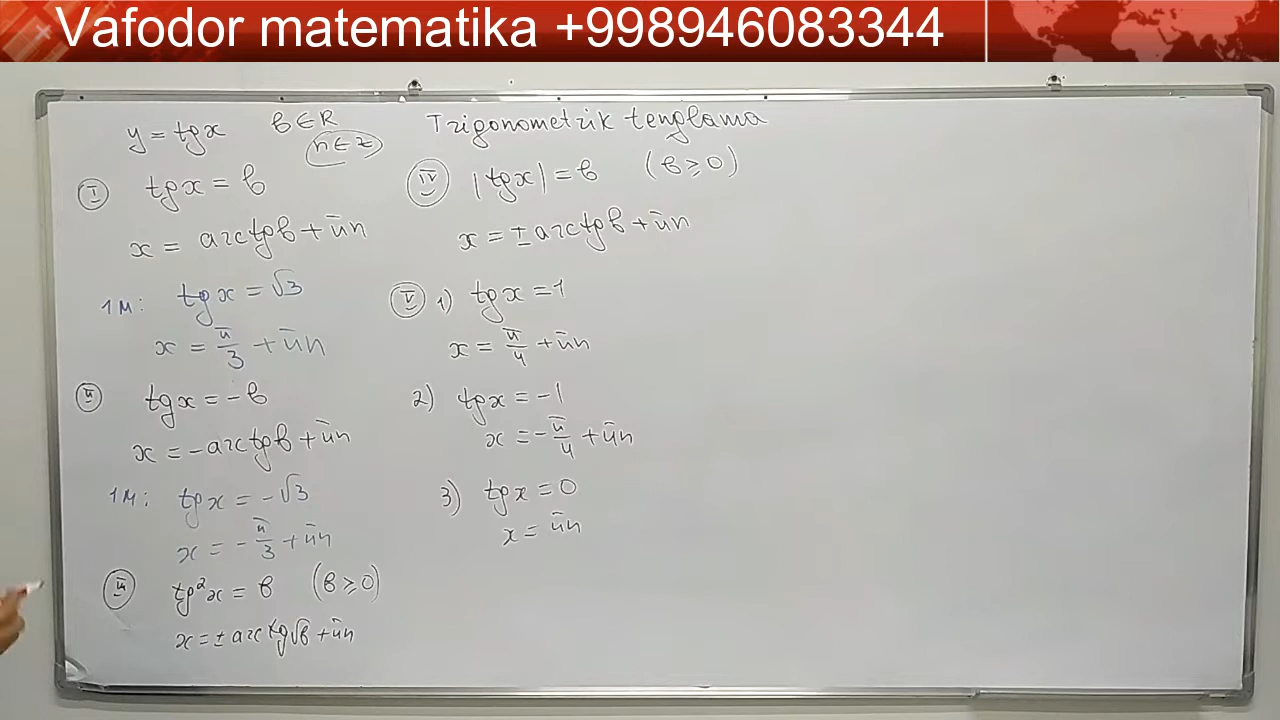 Vafodor matematika +998946083344
y = tgx   b ∈ R
n ∈ z
I   tgx = b
x = arctgb + πn
1M: tgx = √3
x = π/3 + πn
II   tgx = -b
x = -arctgb + πn
1M: tgx = -√3
x = -π/3 + πn
III   tg²x = b   (b ≥ 0)
x = ± arctg√b + πn
Trigonometrik tenglama
IV   |tgx| = b   (b ≥ 0)
x = ± arctgb + πn
V   1) tgx = 1
x = π/4 + πn
2) tgx = -1
x = -π/4 + πn
3) tgx = 0
x = πn